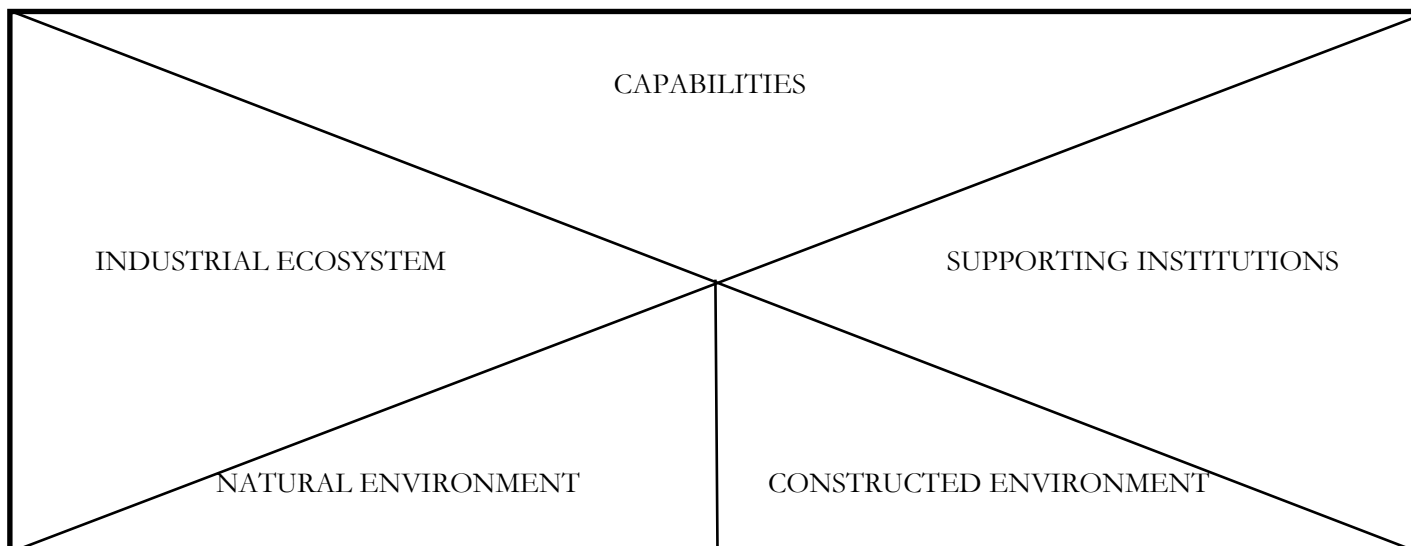 CAPABILITIES
INDUSTRIAL ECOSYSTEM
SUPPORTING INSTITUTIONS
NATURAL ENVIRONMENT
CONSTRUCTED ENVIRONMENT